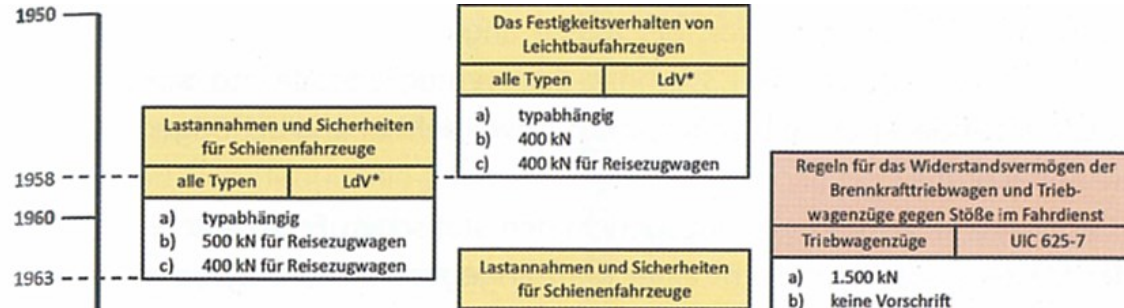 1950
Das Festigkeitsverhalten von
Leichtbaufahrzeugen
alle Typen LdV*
a) typabhängig
b) 400 kN
c) 400 kN für Reisezugwagen
Lastannahmen und Sicherheiten
für Schienenfahrzeuge
1958
alle Typen LdV*
1960
a) typabhängig
b) 500 kN für Reisezugwagen
c) 400 kN für Reisezugwagen
1963
Regeln für das Widerstandsvermögen der
Brennkrafttriebwagen und Trieb-
wagenzüge gegen Stöße im Fahrdienst
Triebwagenzüge UIC 625-7
a) 1.500 kN
b) keine Vorschrift
Lastannahmen und Sicherheiten
für Schienenfahrzeuge